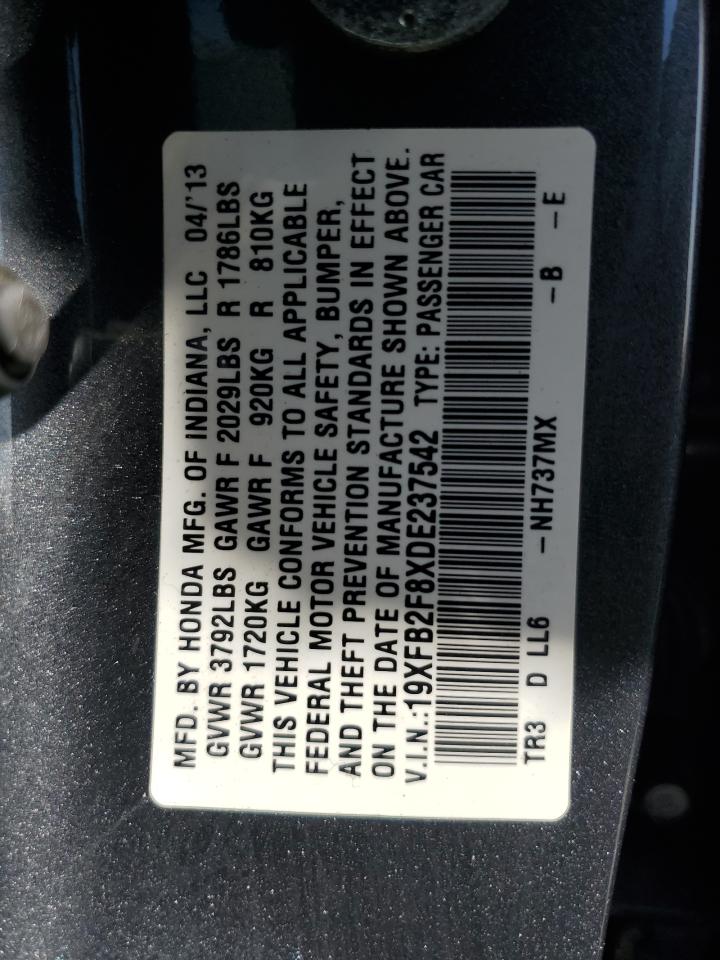 MFD. BY HONDA MFG. OF INDIANA, LLC 04/'13
GVWR 3792LBS GAWR F 2029LBS R 1786LBS
GVWR 1720KG GAWR F 920KG R 810KG
THIS VEHICLE CONFORMS TO ALL APPLICABLE
FEDERAL MOTOR VEHICLE SAFETY, BUMPER,
AND THEFT PREVENTION STANDARDS IN EFFECT
ON THE DATE OF MANUFACTURE SHOWN ABOVE.
V.I.N.:19XFB2F8XDE237542 TYPE: PASSENGER CAR
TR3 D LL6 -NH737MX -B -E